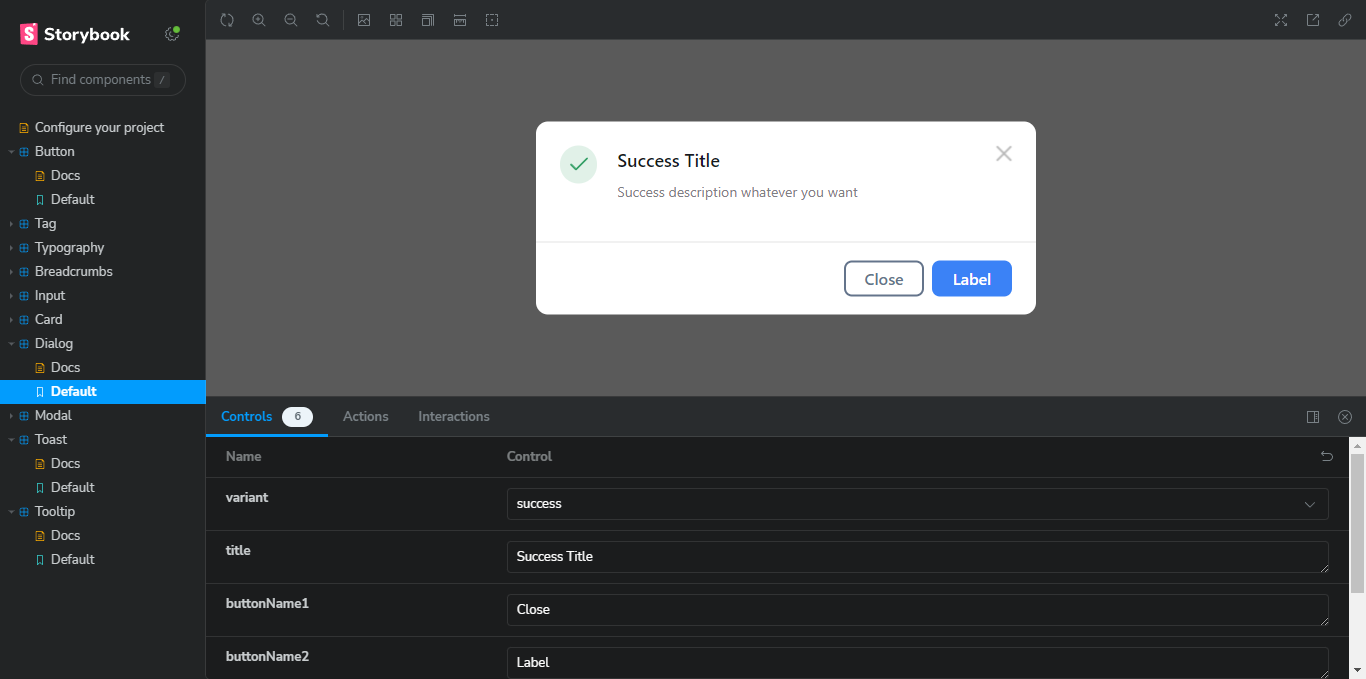 Storybook
Find components /
Configure your project
Button
Docs
Default
Tag
Typography
Breadcrumbs
Input
Card
Dialog
Docs
Default
Modal
Toast
Docs
Default
Tooltip
Docs
Default
Success Title
Success description whatever you want
Close Label
Controls 6 Actions Interactions
Name Control
variant success
title Success Title
buttonName1 Close
buttonName2 Label